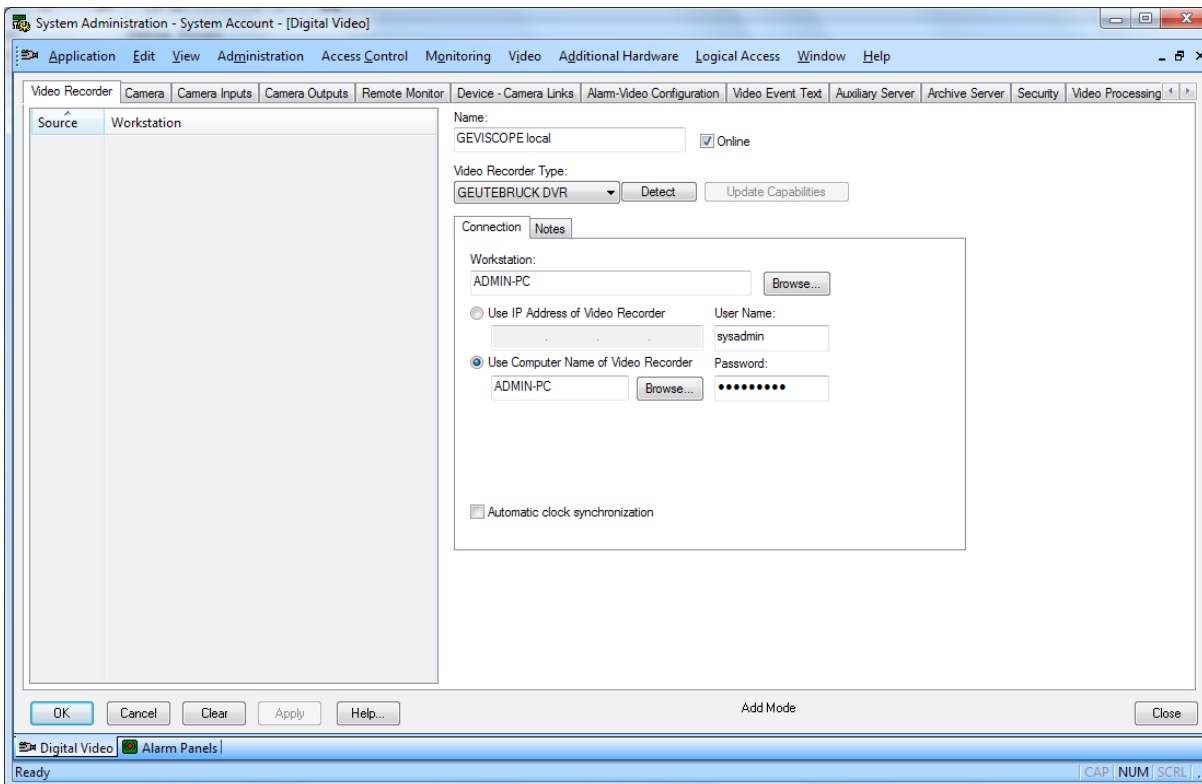 System Administration - System Account - [Digital Video]
Application Edit View Administration Access Control Monitoring Video Additional Hardware Logical Access Window Help
Video Recorder Camera Camera Inputs Camera Outputs Remote Monitor Device - Camera Links Alarm-Video Configuration Video Event Text Auxiliary Server Archive Server Security Video Processing
Source Workstation
Name:
GEVISCOPE local
Online
Video Recorder Type:
GEUTEBRUCK DVR Detect Update Capabilities
Connection Notes
Workstation:
ADMIN-PC Browse...
Use IP Address of Video Recorder User Name:
. . . sysadmin
Use Computer Name of Video Recorder Password:
ADMIN-PC Browse... •••••••••
Automatic clock synchronization
OK Cancel Clear Apply Help... Add Mode Close
Digital Video Alarm Panels
Ready CAP NUM SCRL